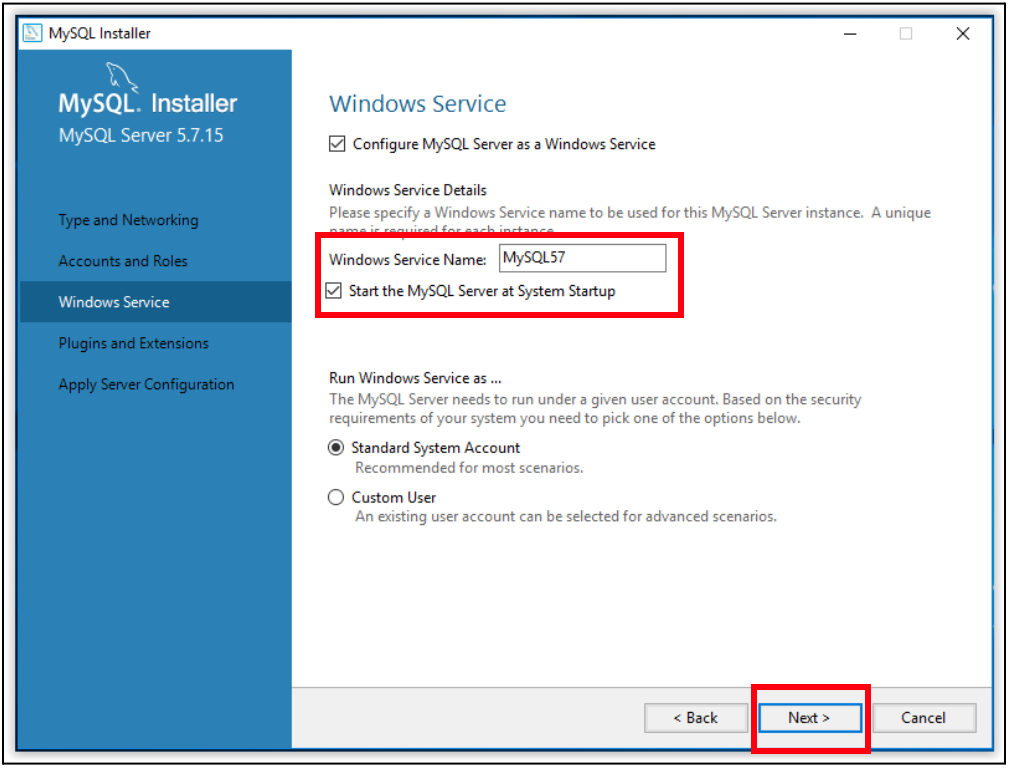 MySQL Installer
MySQL. Installer
MySQL Server 5.7.15
Type and Networking
Accounts and Roles
Windows Service
Plugins and Extensions
Apply Server Configuration
Windows Service
Configure MySQL Server as a Windows Service
Windows Service Details
Please specify a Windows Service name to be used for this MySQL Server instance. A unique
name is required for each instance.
Windows Service Name: MySQL57
Start the MySQL Server at System Startup
Run Windows Service as ...
The MySQL Server needs to run under a given user account. Based on the security
requirements of your system you need to pick one of the options below.
Standard System Account
Recommended for most scenarios.
Custom User
An existing user account can be selected for advanced scenarios.
< Back Next > Cancel